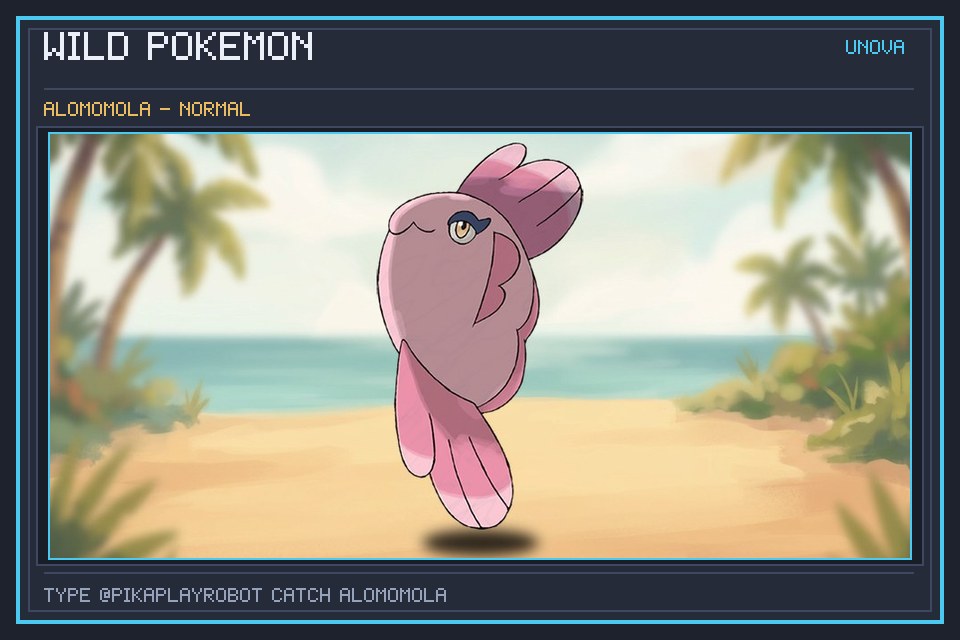 WILD POKEMON
UNOVA
ALOMOMOLA - NORMAL
TYPE @PIKAPLAYROBOT CATCH ALOMOMOLA